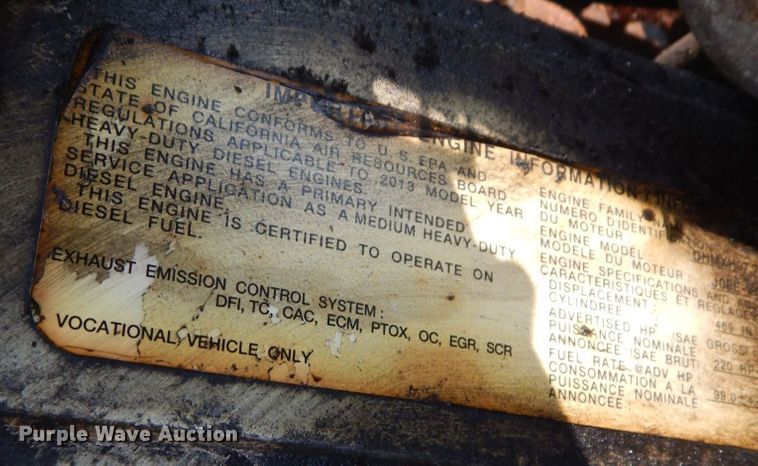 ENGINE INFORMATION /
THIS ENGINE CONFORMS TO U.S. EPA AND
STATE OF CALIFORNIA AIR RESOURCES BOARD
REGULATIONS APPLICABLE TO 2013 MODEL YEAR
HEAVY-DUTY DIESEL ENGINES.
THIS ENGINE HAS A PRIMARY INTENDED
SERVICE APPLICATION AS A MEDIUM HEAVY-DUTY
DIESEL ENGINE.
THIS ENGINE IS CERTIFIED TO OPERATE ON
DIESEL FUEL.
EXHAUST EMISSION CONTROL SYSTEM:
DFI, TC, CAC, ECM, PTOX, OC, EGR, SCR
VOCATIONAL VEHICLE ONLY
ENGINE FAMILY
NUMERO D'IDENTIFICATION
DU MOTEUR
ENGINE MODEL
MODELE DU MOTEUR
ENGINE SPECIFICATIONS AND
CARACTERISTIQUES ET REGLAGES
DISPLACEMENT
CYLINDREE 469
ADVERTISED HP (SAE GROSS)
PUISSANCE NOMINALE
ANNONCEE (SAE BRUT) 220 HP
FUEL RATE @ADV HP
CONSOMMATION A LA
PUISSANCE NOMINALE 99.0
ANNONCEE
Purple Wave Auction